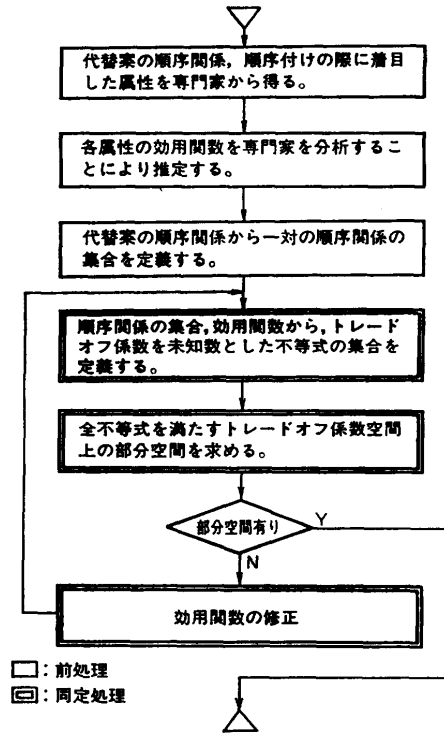 代替案の順序関係，順序付けの際に着目
した属性を専門家から得る。
各属性の効用関数を専門家を分析するこ
とにより推定する。
代替案の順序関係から一対の順序関係の
集合を定義する。
順序関係の集合,効用関数から,トレード
オフ係数を未知数とした不等式の集合を
定義する。
全不等式を満たすトレードオフ係数空間
上の部分空間を求める。
部分空間有り
Y
N
効用関数の修正
：前処理
：同定処理